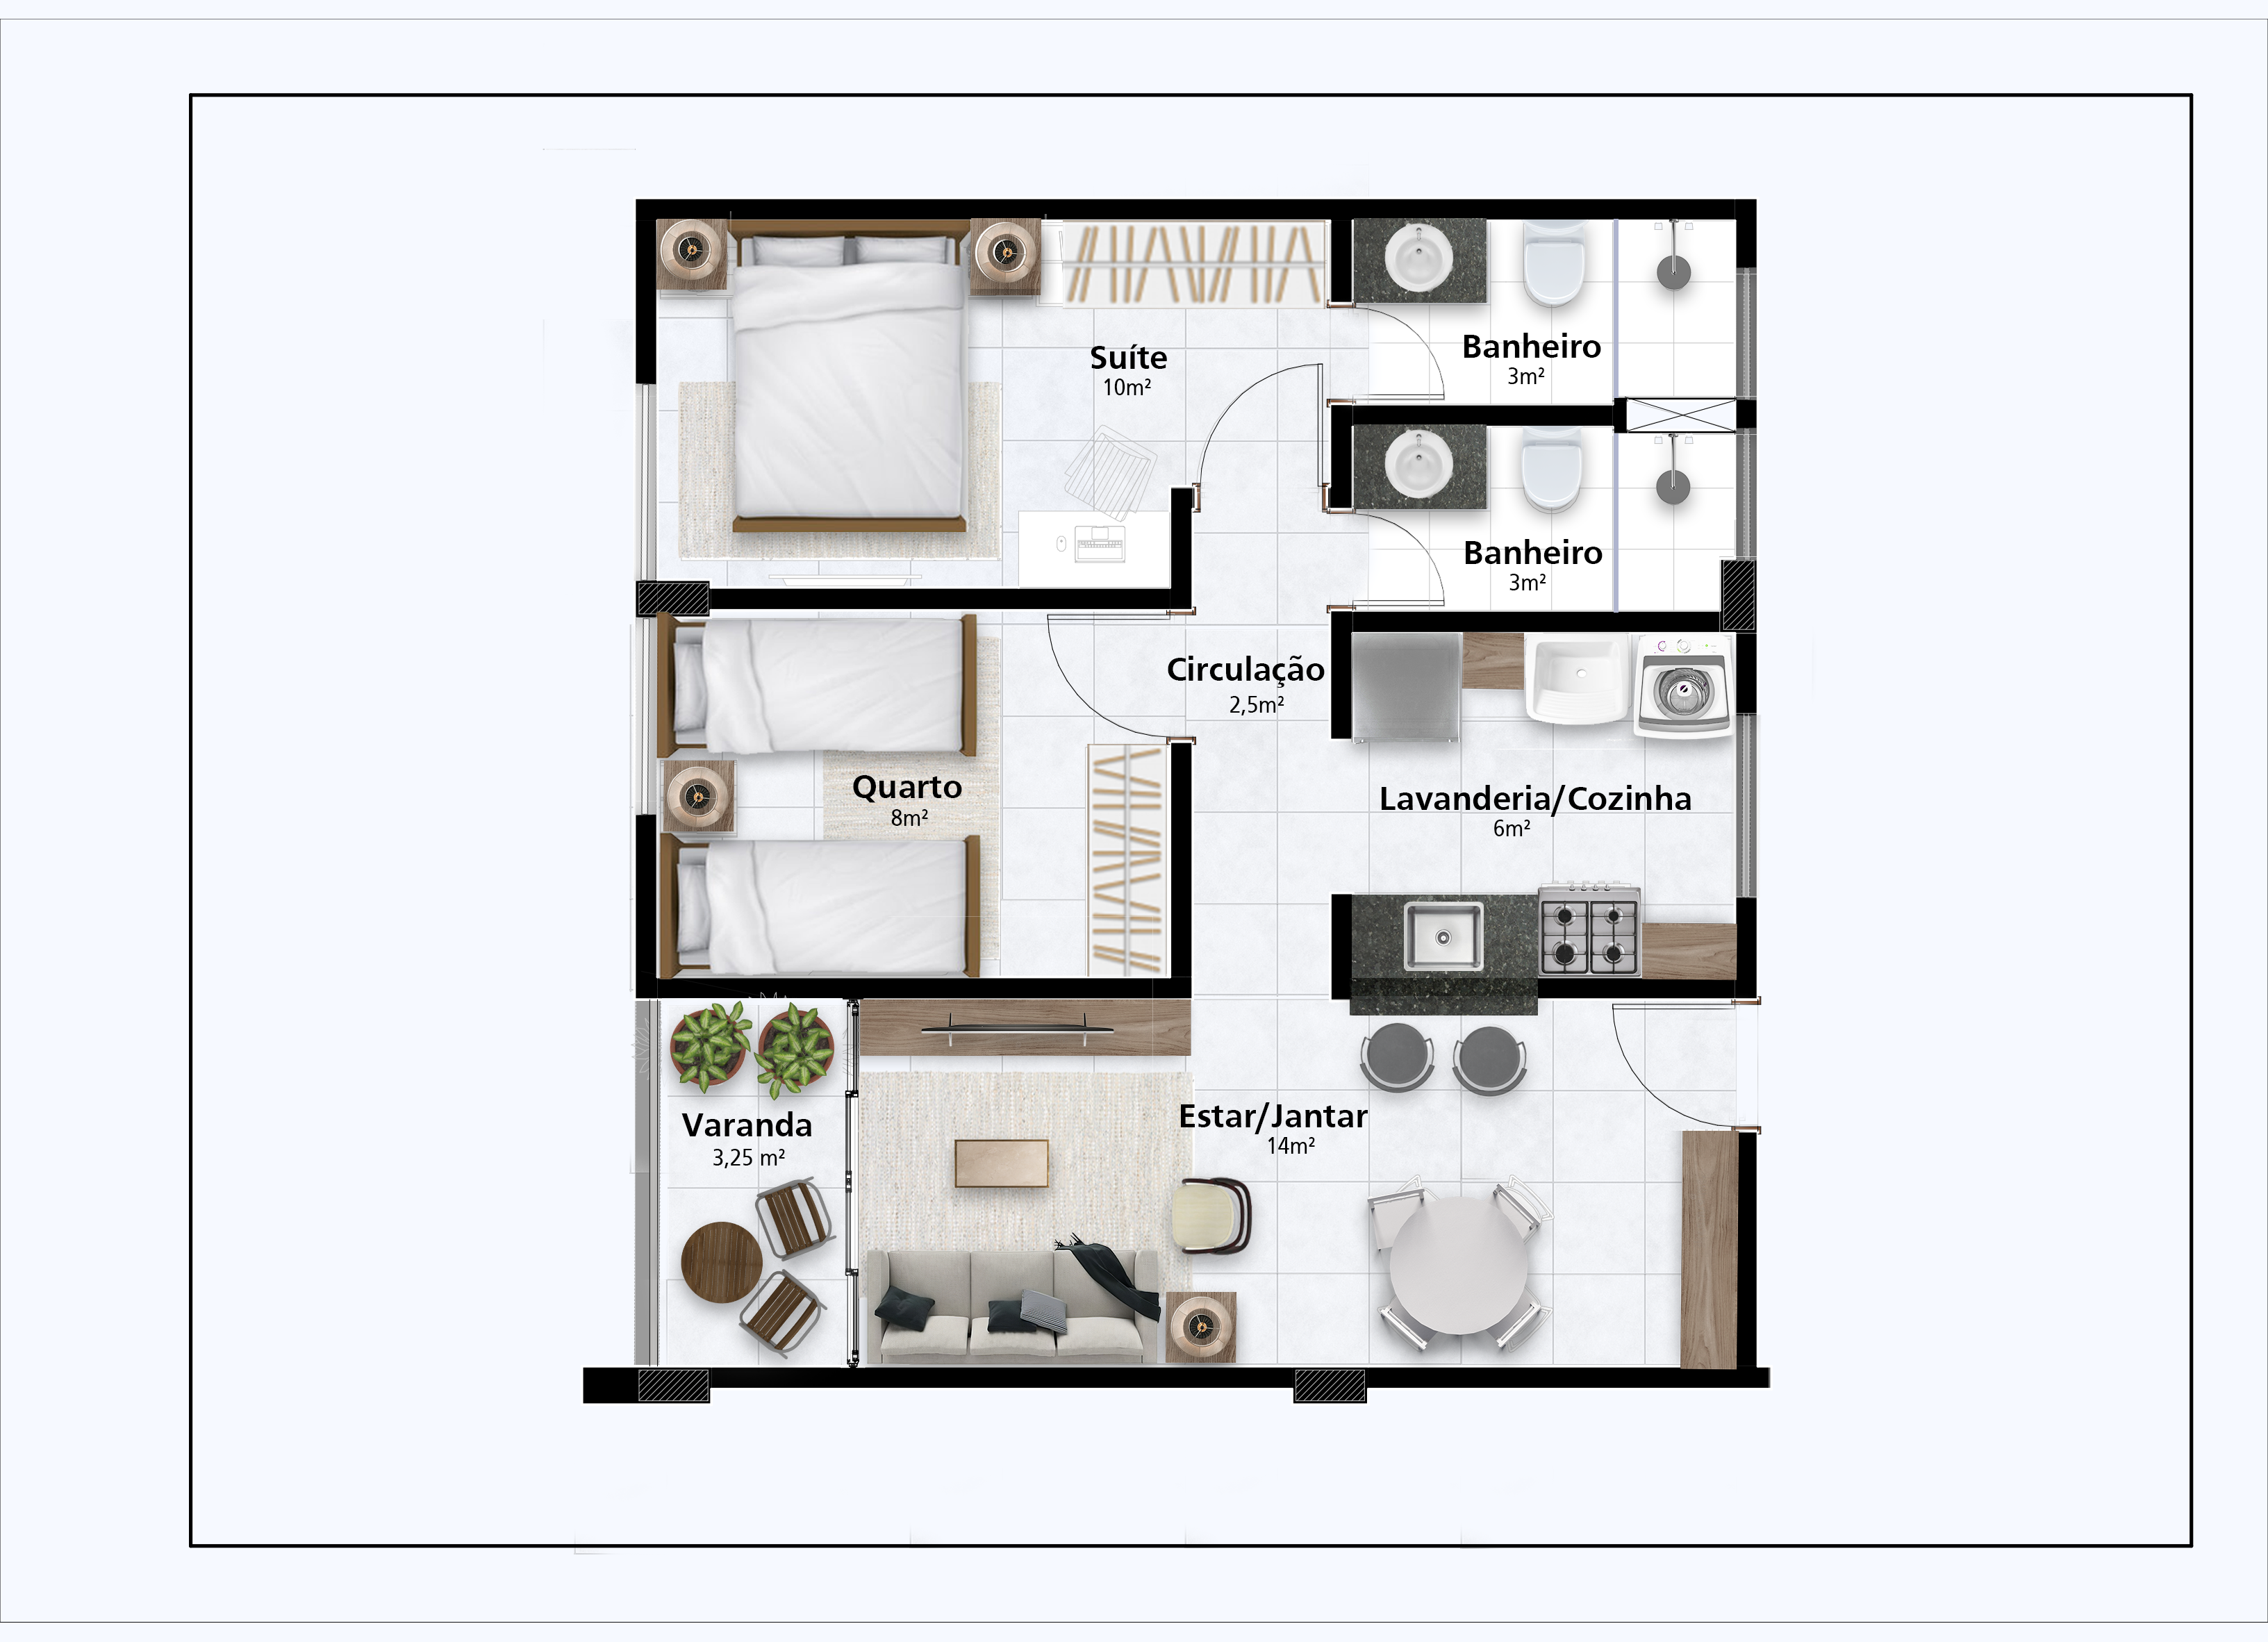 Suíte
10m²
Banheiro
3m²
Banheiro
3m²
Circulação
2,5m²
Quarto
8m²
Lavanderia/Cozinha
6m²
Varanda
3,25 m²
Estar/Jantar
14m²